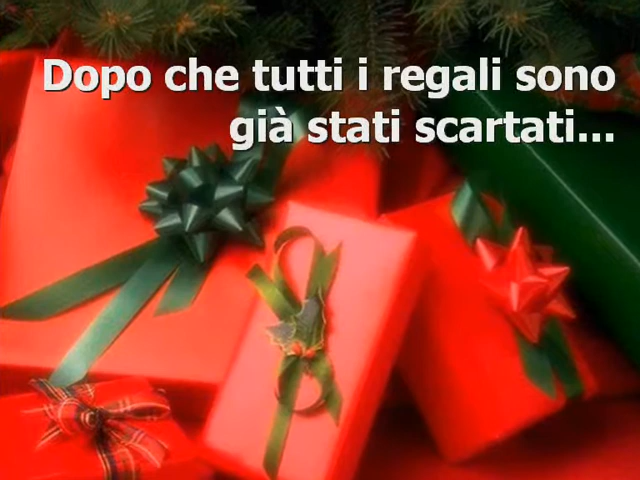 Dopo che tutti i regali sono
già stati scartati...